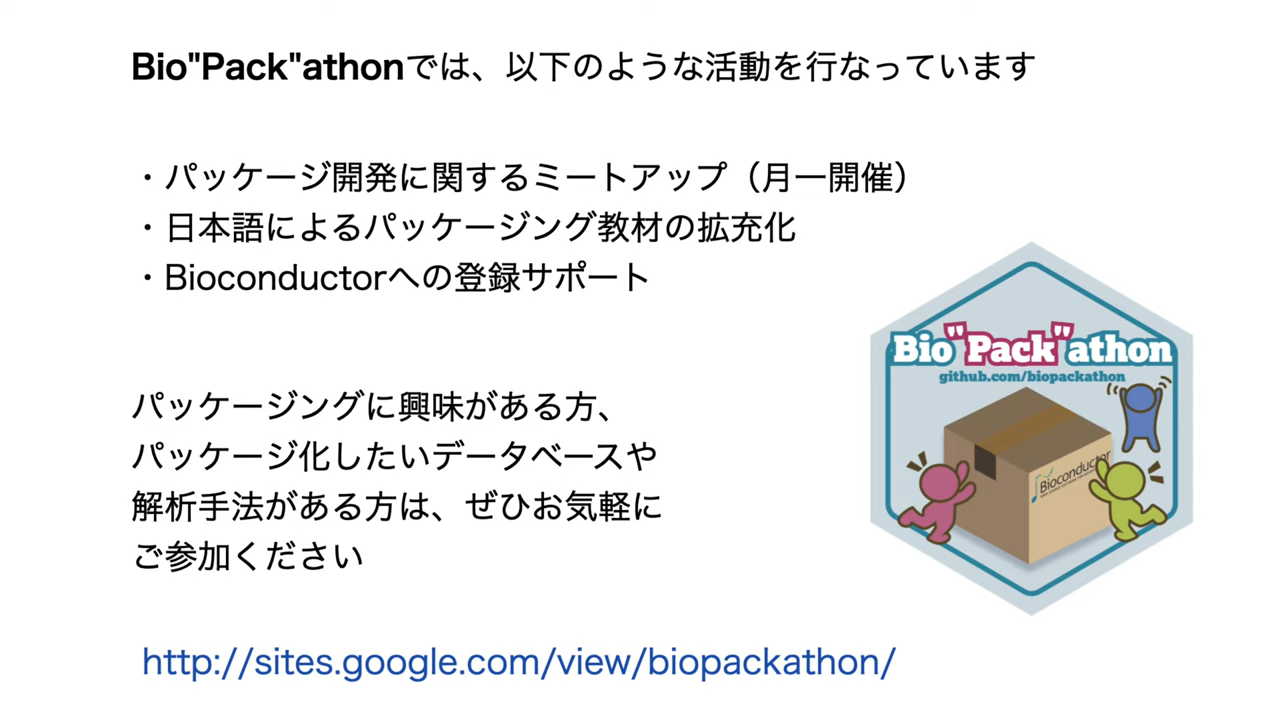 Bio"Pack"athonでは、以下のような活動を行なっています
・パッケージ開発に関するミートアップ（月一開催）
・日本語によるパッケージング教材の拡充化
・Bioconductorへの登録サポート
パッケージングに興味がある方、
パッケージ化したいデータベースや
解析手法がある方は、ぜひお気軽に
ご参加ください
http://sites.google.com/view/biopackathon/
Bio"Pack"athon
github.com/biopackathon
Bioconductor